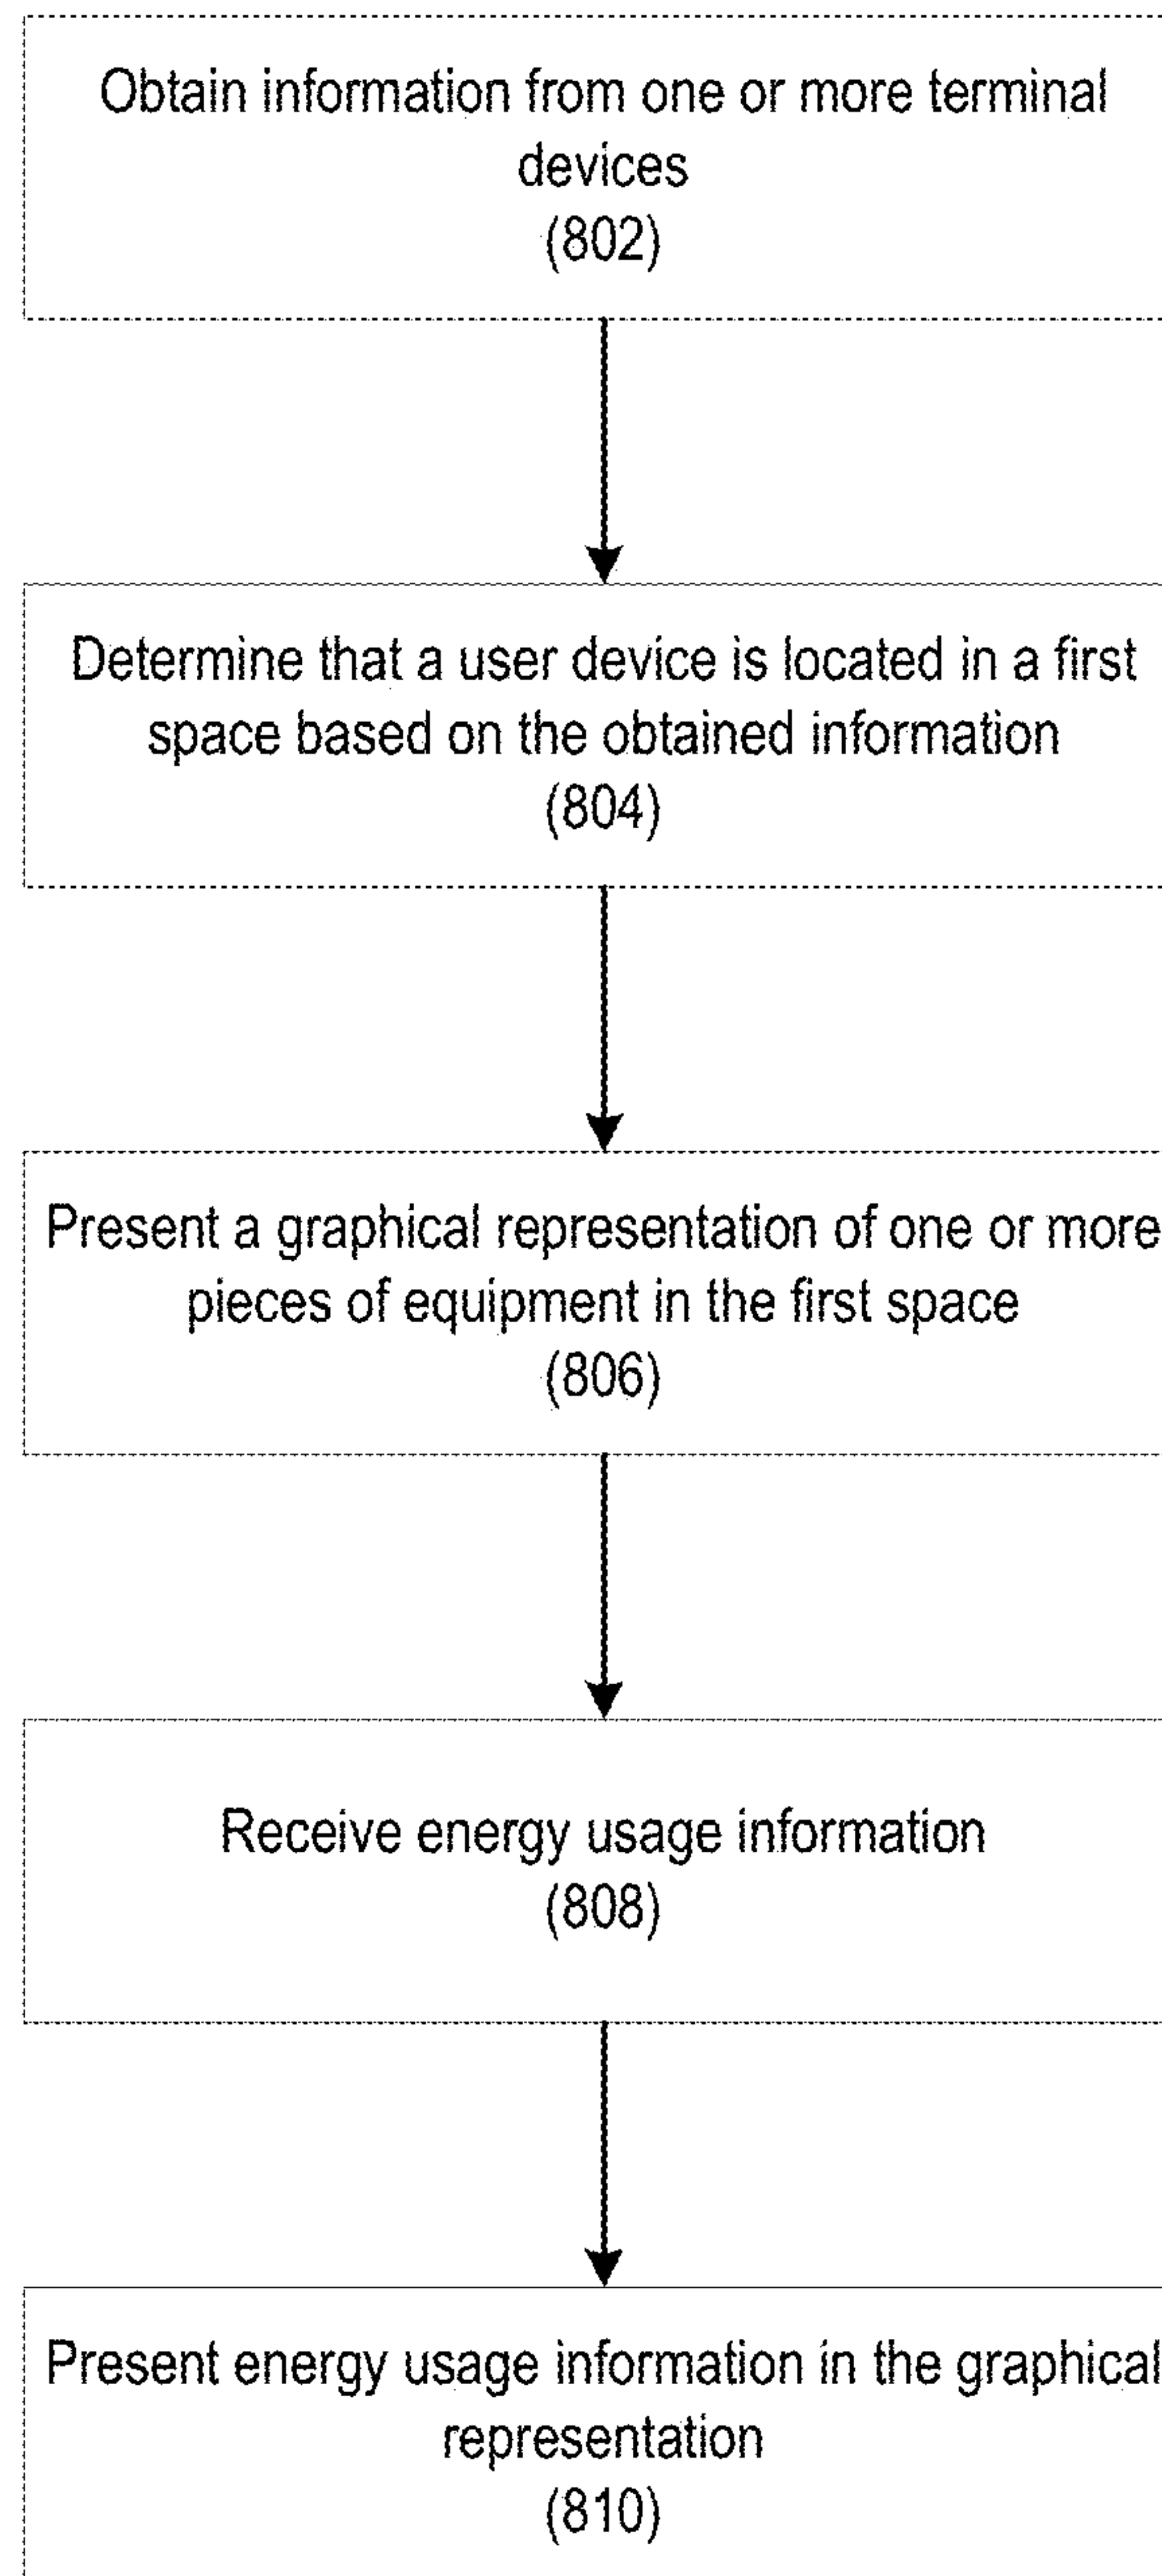 Obtain information from one or more terminal
devices
(802)
Determine that a user device is located in a first
space based on the obtained information
(804)
Present a graphical representation of one or more
pieces of equipment in the first space
(806)
Receive energy usage information
(808)
Present energy usage information in the graphical
representation
(810)